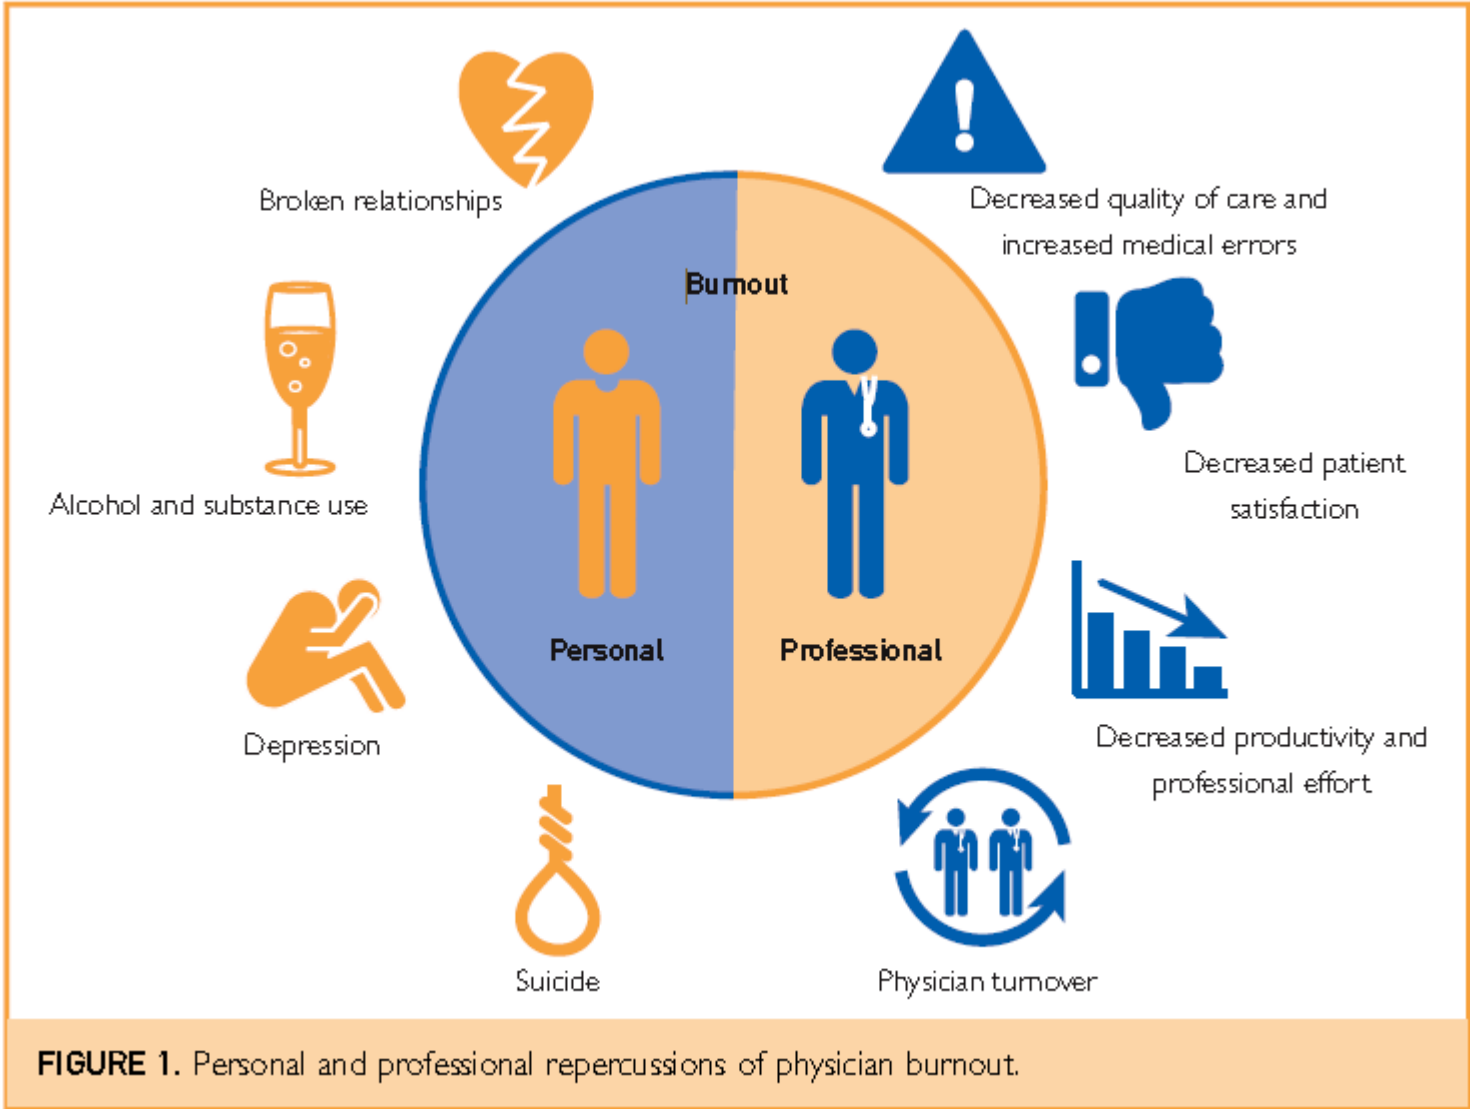 Broken relationships
Decreased quality of care and
increased medical errors
Burnout
Alcohol and substance use
Decreased patient
satisfaction
Personal
Professional
Depression
Decreased productivity and
professional effort
Suicide
Physician turnover
FIGURE 1. Personal and professional repercussions of physician burnout.